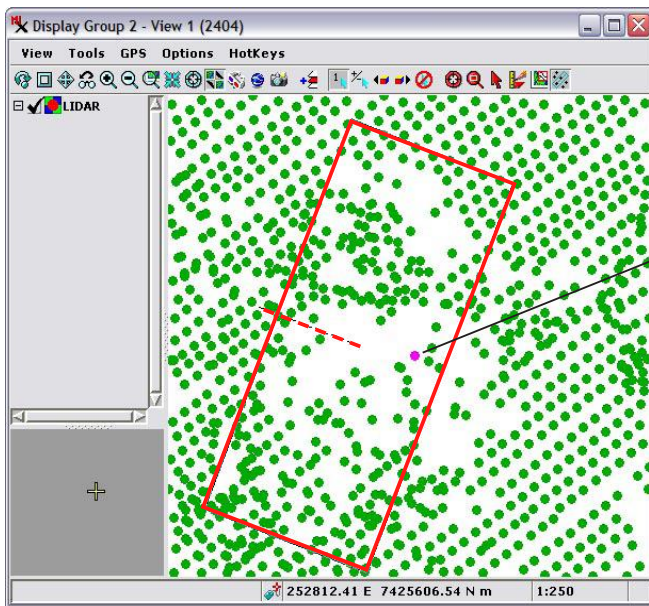 Display Group 2 - View 1 (2404)
View Tools GPS Options HotKeys
LIDAR
252812.41 E 7425606.54 N m 1:250